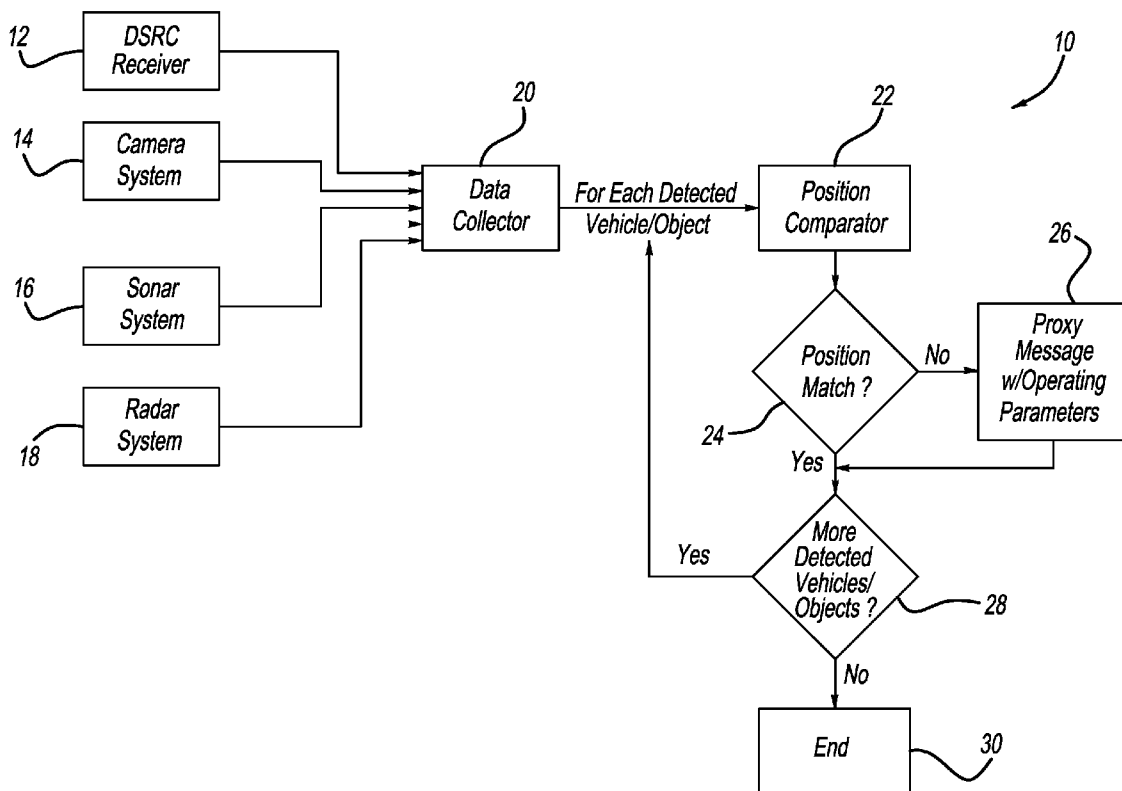 12
DSRC
Receiver
10
14
Camera
System
20
Data
Collector
For Each Detected
Vehicle/Object
22
Position
Comparator
26
Proxy
Message
w/Operating
Parameters
16
Sonar
System
Position
Match ?
No
24
Yes
18
Radar
System
More
Detected
Vehicles/
Objects ?
Yes
28
No
End
30